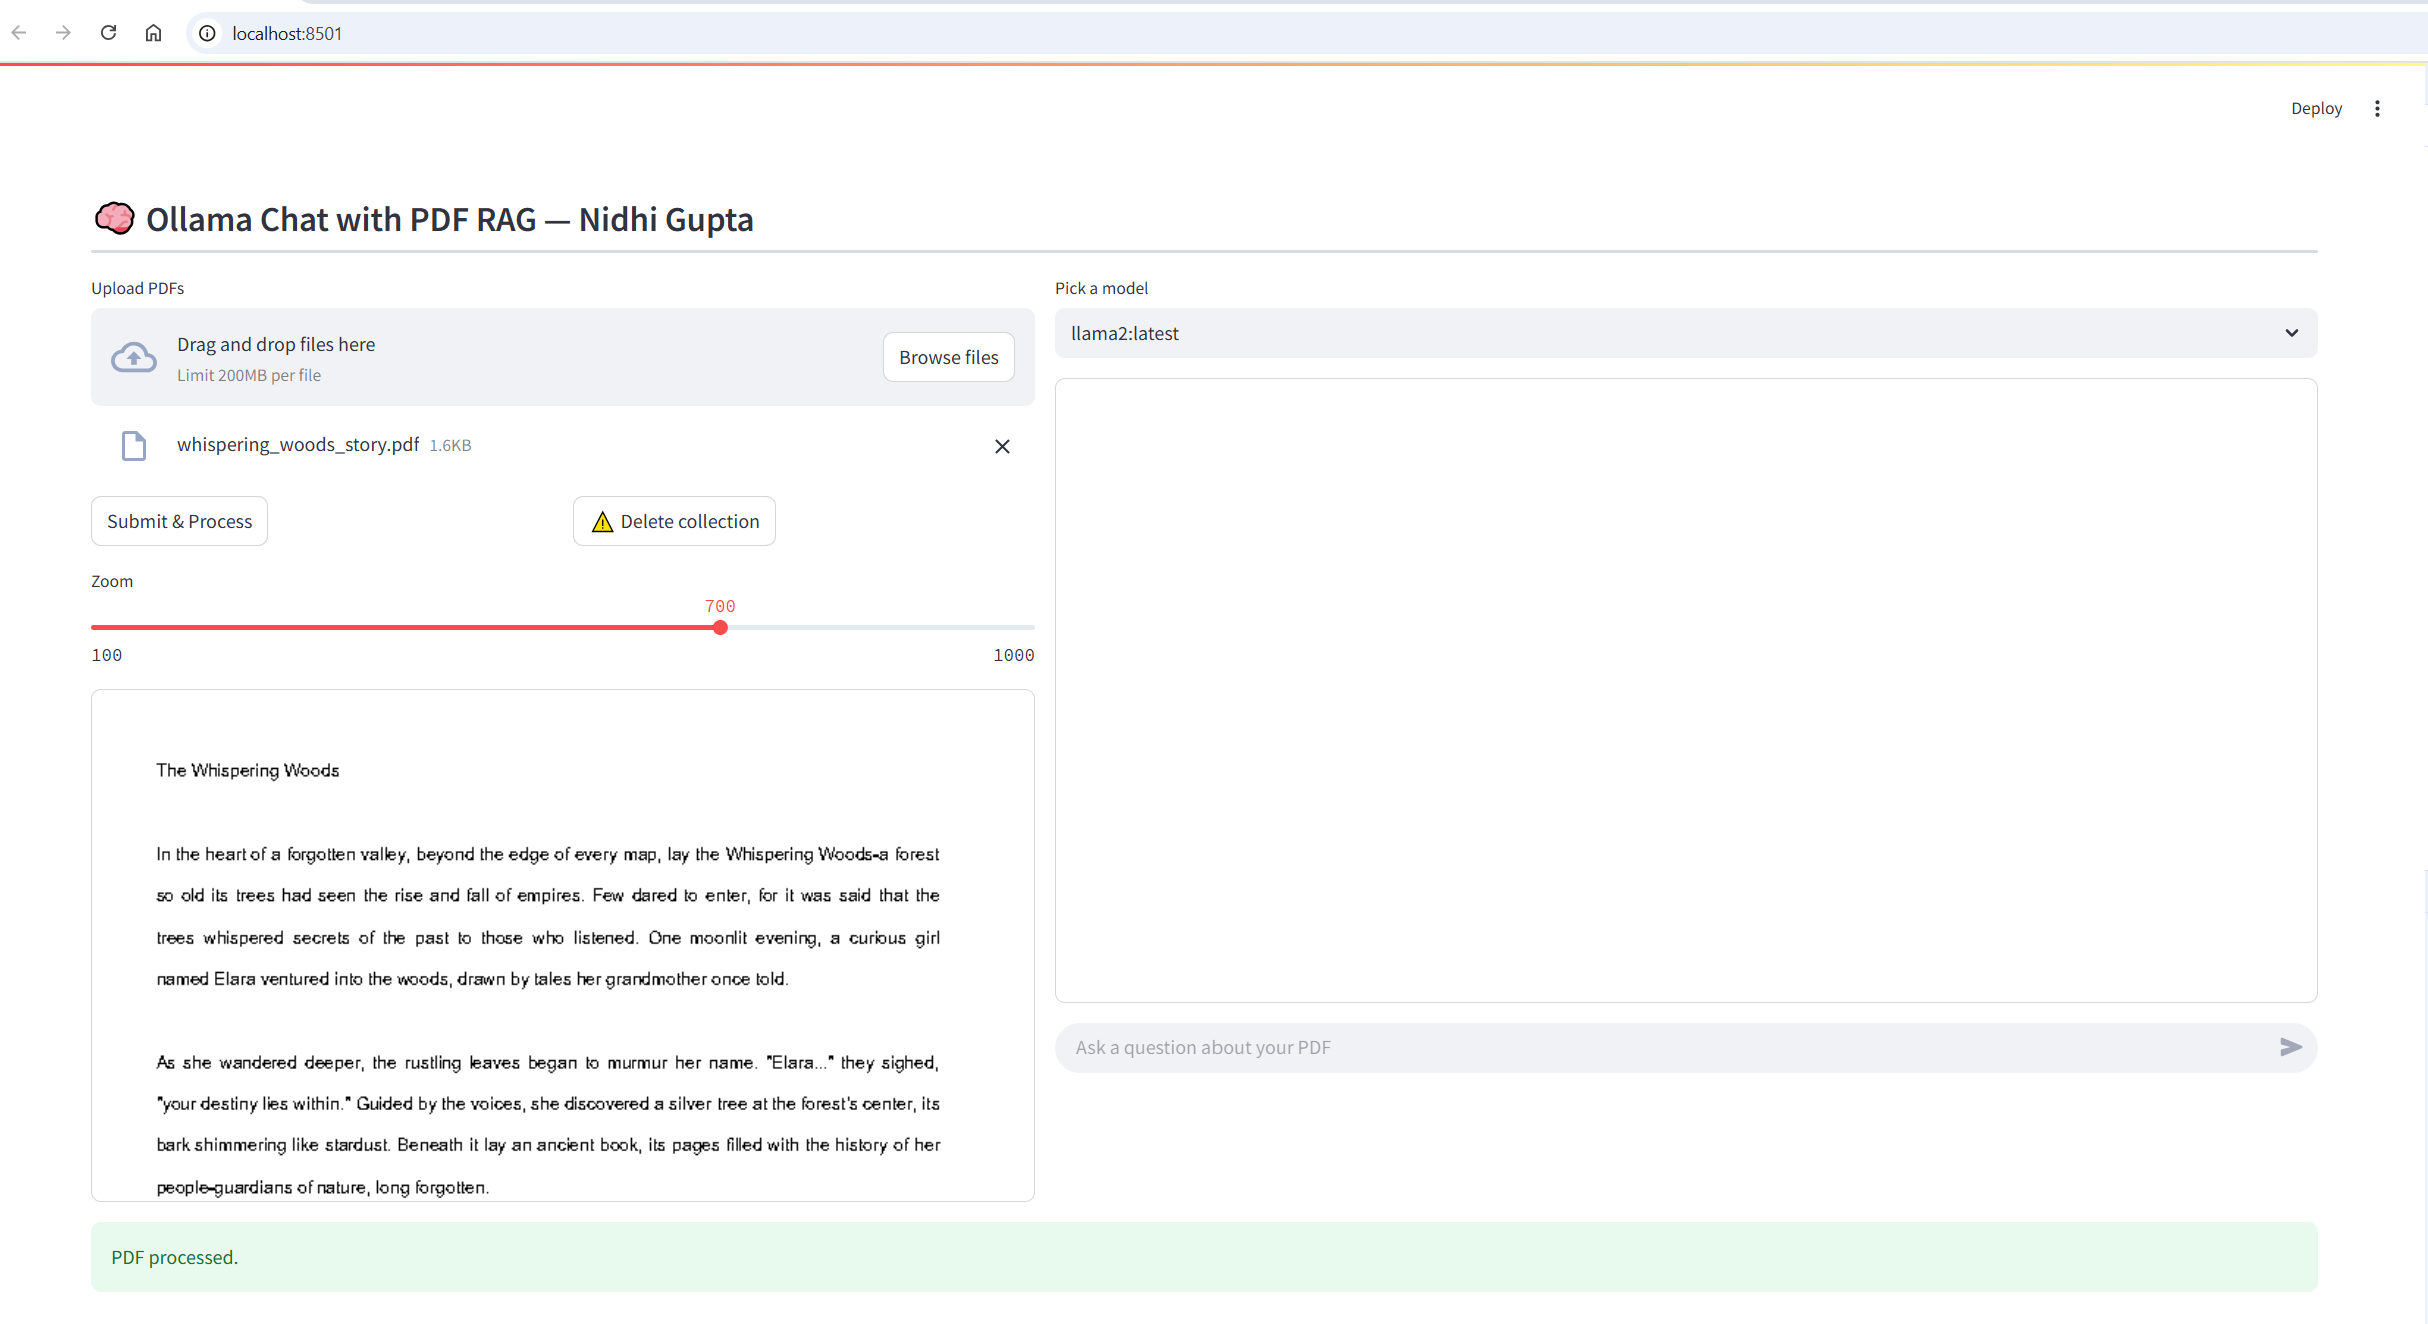 localhost:8501
Deploy
🧠 Ollama Chat with PDF RAG — Nidhi Gupta
Upload PDFs
Drag and drop files here
Limit 200MB per file
Browse files
whispering_woods_story.pdf 1.6KB
Submit & Process
⚠️ Delete collection
Zoom
700
100
1000
The Whispering Woods
In the heart of a forgotten valley, beyond the edge of every map, lay the Whispering Woods-a forest
so old its trees had seen the rise and fall of empires. Few dared to enter, for it was said that the
trees whispered secrets of the past to those who listened. One moonlit evening, a curious girl
named Elara ventured into the woods, drawn by tales her grandmother once told.
As she wandered deeper, the rustling leaves began to murmur her name. "Elara..." they sighed,
"your destiny lies within." Guided by the voices, she discovered a silver tree at the forest's center, its
bark shimmering like stardust. Beneath it lay an ancient book, its pages filled with the history of her
people-guardians of nature, long forgotten.
Pick a model
llama2:latest
Ask a question about your PDF
PDF processed.